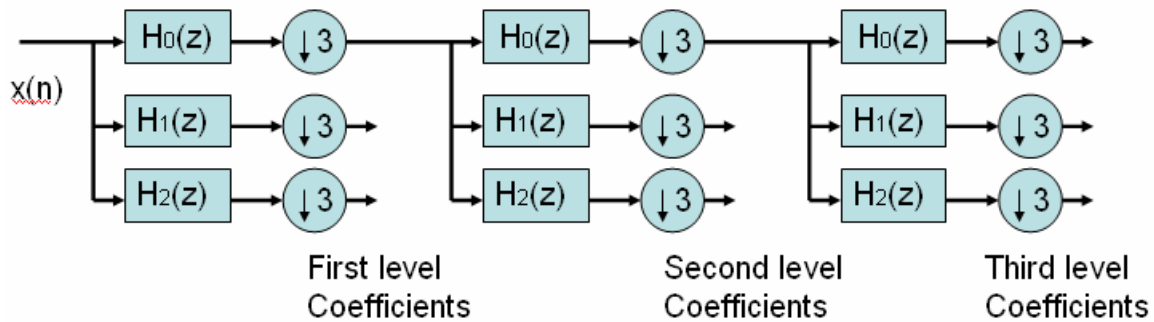 H0(z) ↓ 3 H0(z) ↓ 3 H0(z) ↓ 3
x(n)
H1(z) ↓ 3 H1(z) ↓ 3 H1(z) ↓ 3
H2(z) ↓ 3 H2(z) ↓ 3 H2(z) ↓ 3
First level Second level Third level
Coefficients Coefficients Coefficients